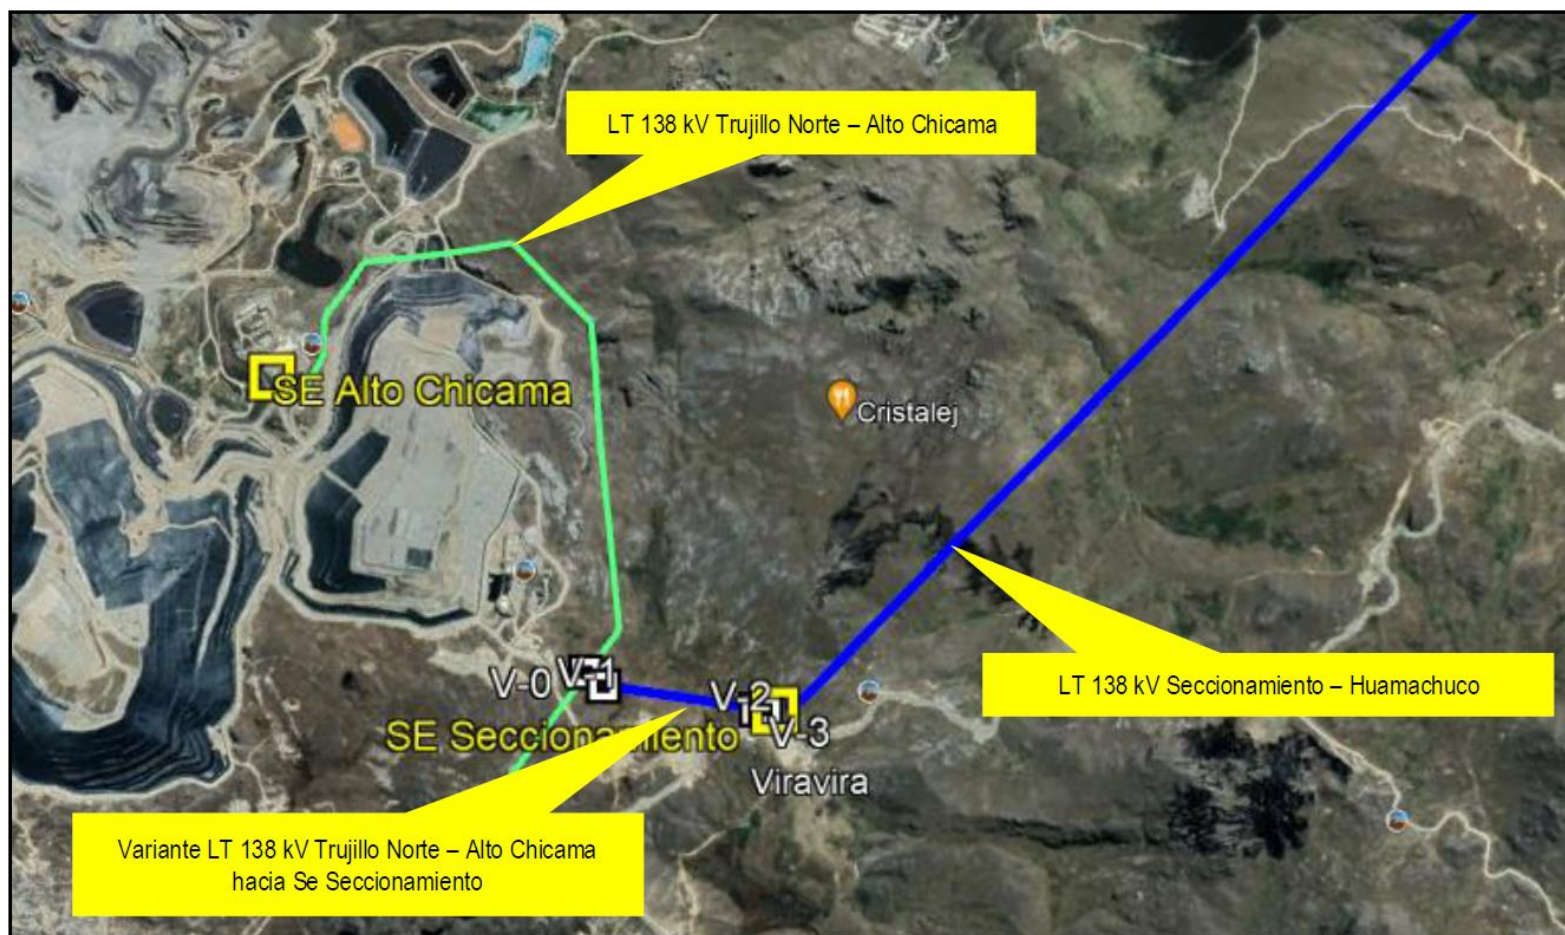 LT 138 kV Trujillo Norte – Alto Chicama
SE Alto Chicama
Cristalej
LT 138 kV Seccionamiento – Huamachuco
V-0
V-1
V-2
SE Seccionamiento
V-3
Viravira
Variante LT 138 kV Trujillo Norte – Alto Chicama
hacia Se Seccionamiento